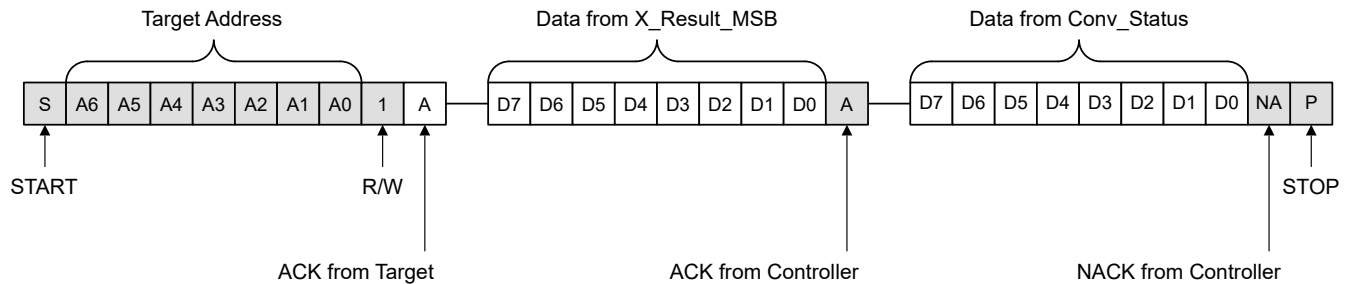 Target Address Data from X_Result_MSB Data from Conv_Status
S A6 A5 A4 A3 A2 A1 A0 1 A D7 D6 D5 D4 D3 D2 D1 D0 A D7 D6 D5 D4 D3 D2 D1 D0 NA P
START R/W STOP
ACK from Target ACK from Controller NACK from Controller